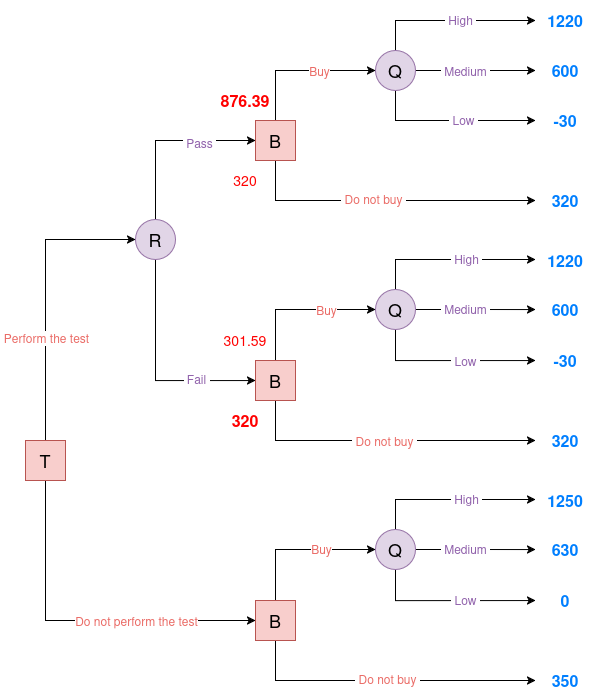 High
1220
Q
Buy
Medium
600
876.39
Low
-30
B
Pass
320
Do not buy
320
R
High
1220
Q
Buy
Medium
600
Perform the test
301.59
Low
-30
Fail
B
320
Do not buy
320
T
High
1250
Q
Buy
Medium
630
Low
0
Do not perform the test
B
Do not buy
350